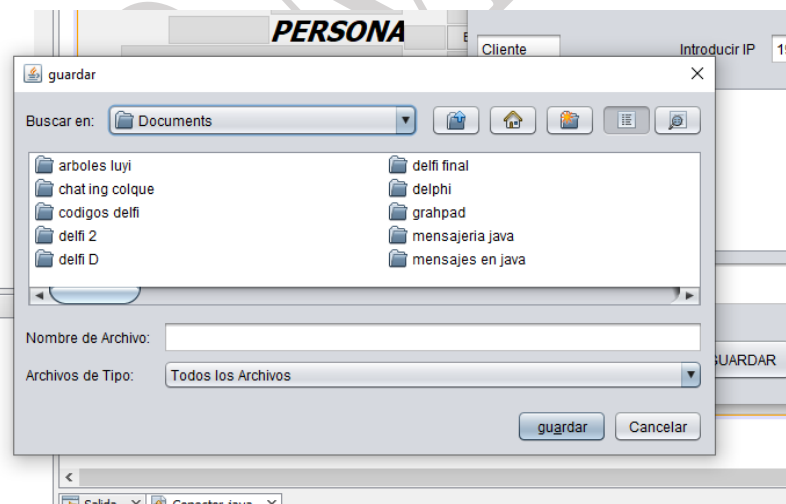 PERSONA
Cliente
Introducir IP
guardar
Buscar en: Documents
arboles luyi
chat ing colque
codigos delfi
delfi 2
delfi D
delfi final
delphi
grahpad
mensajeria java
mensajes en java
Nombre de Archivo:
Archivos de Tipo: Todos los Archivos
GUARDAR
guardar Cancelar
Salida